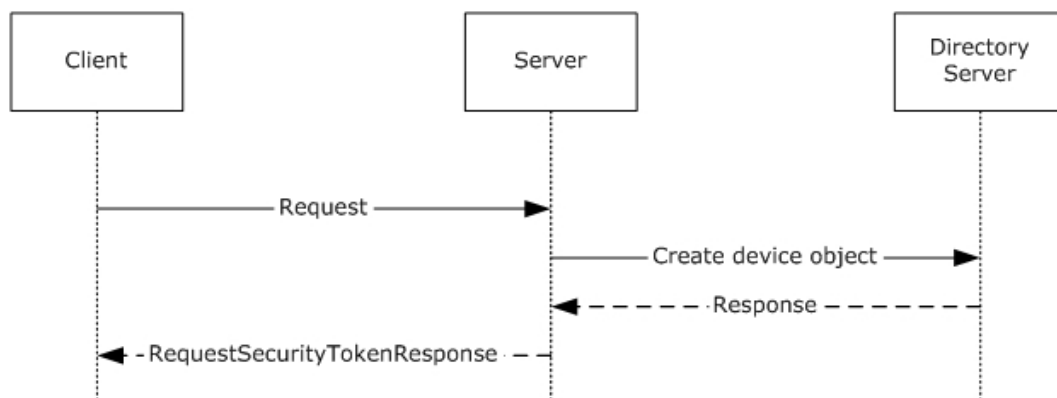 Client
Server
Directory
Server
Request
Create device object
Response
RequestSecurityTokenResponse